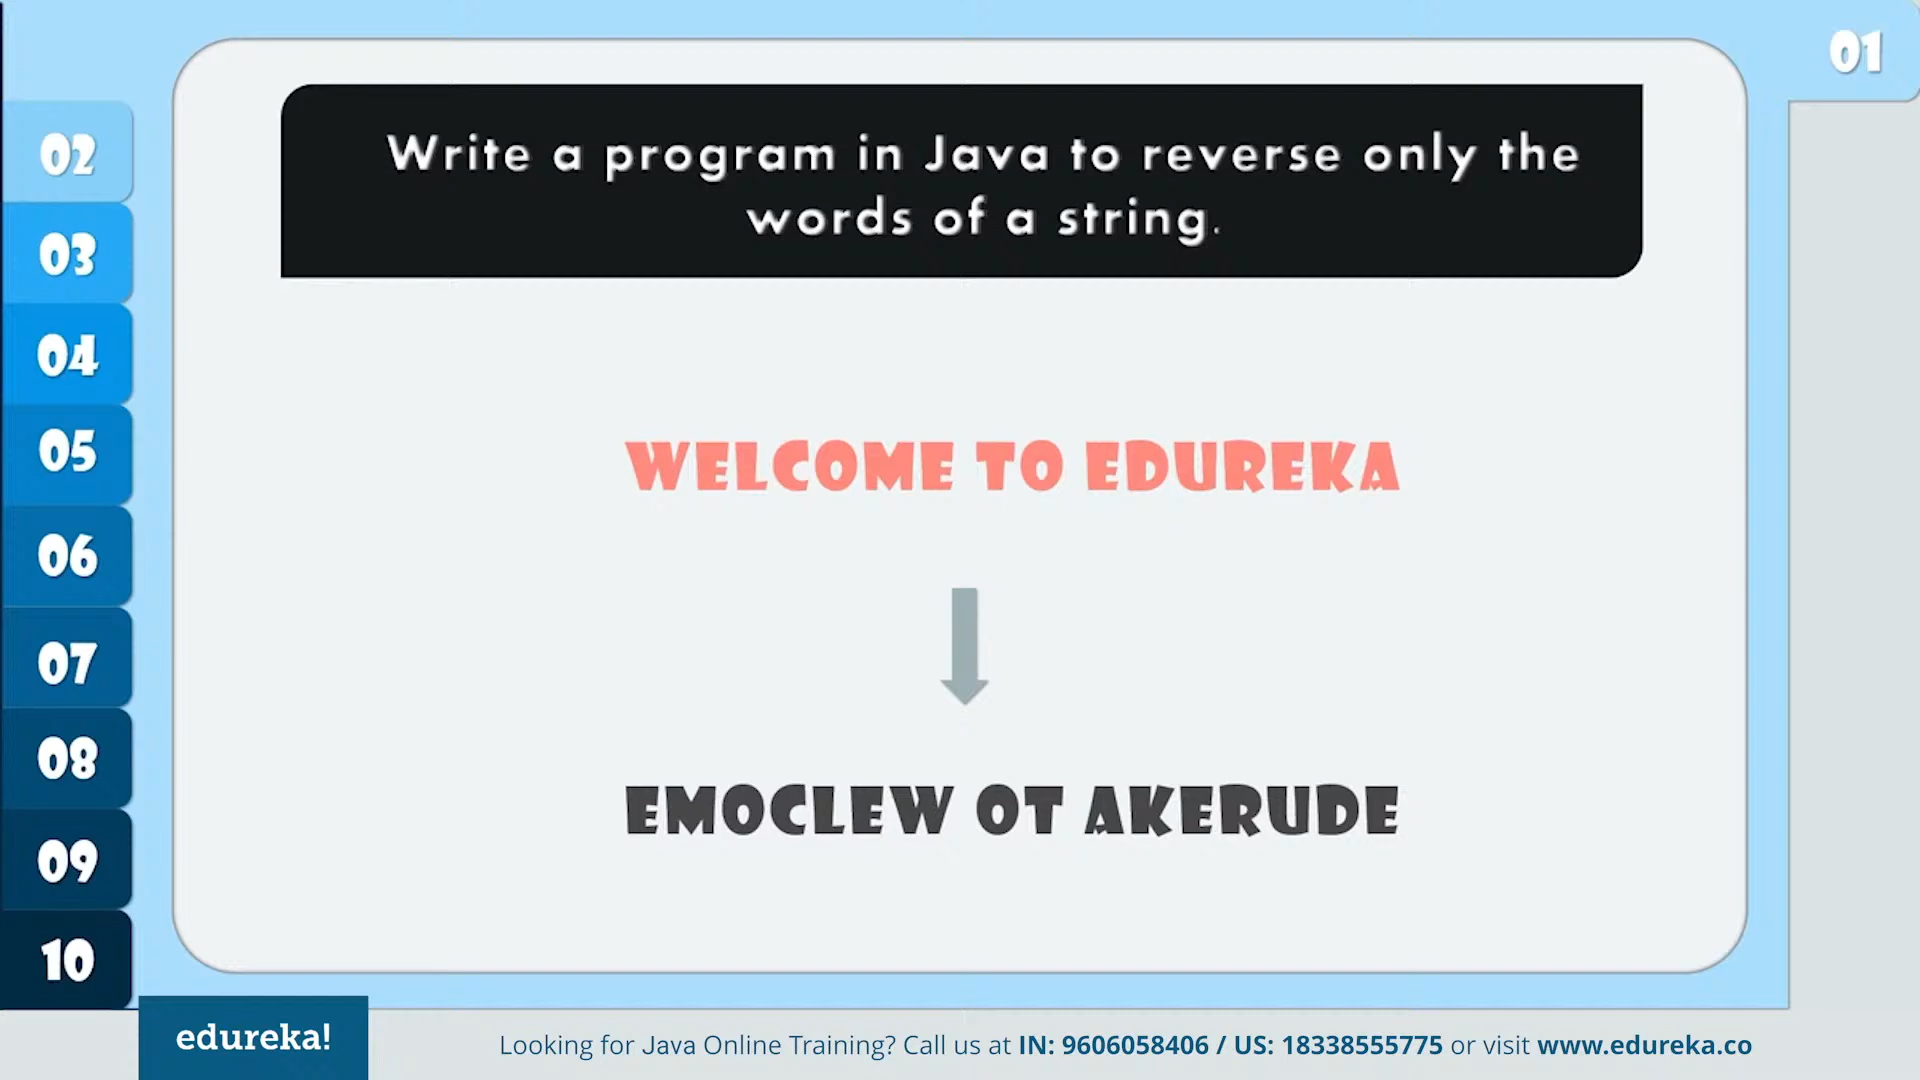 01
02
03
04
05
06
07
08
09
10
Write a program in Java to reverse only the
words of a string.
WELCOME TO EDUREKA
EMOCLEW OT AKERUDE
edureka!
Looking for Java Online Training? Call us at IN: 9606058406 / US: 18338555775 or visit www.edureka.co